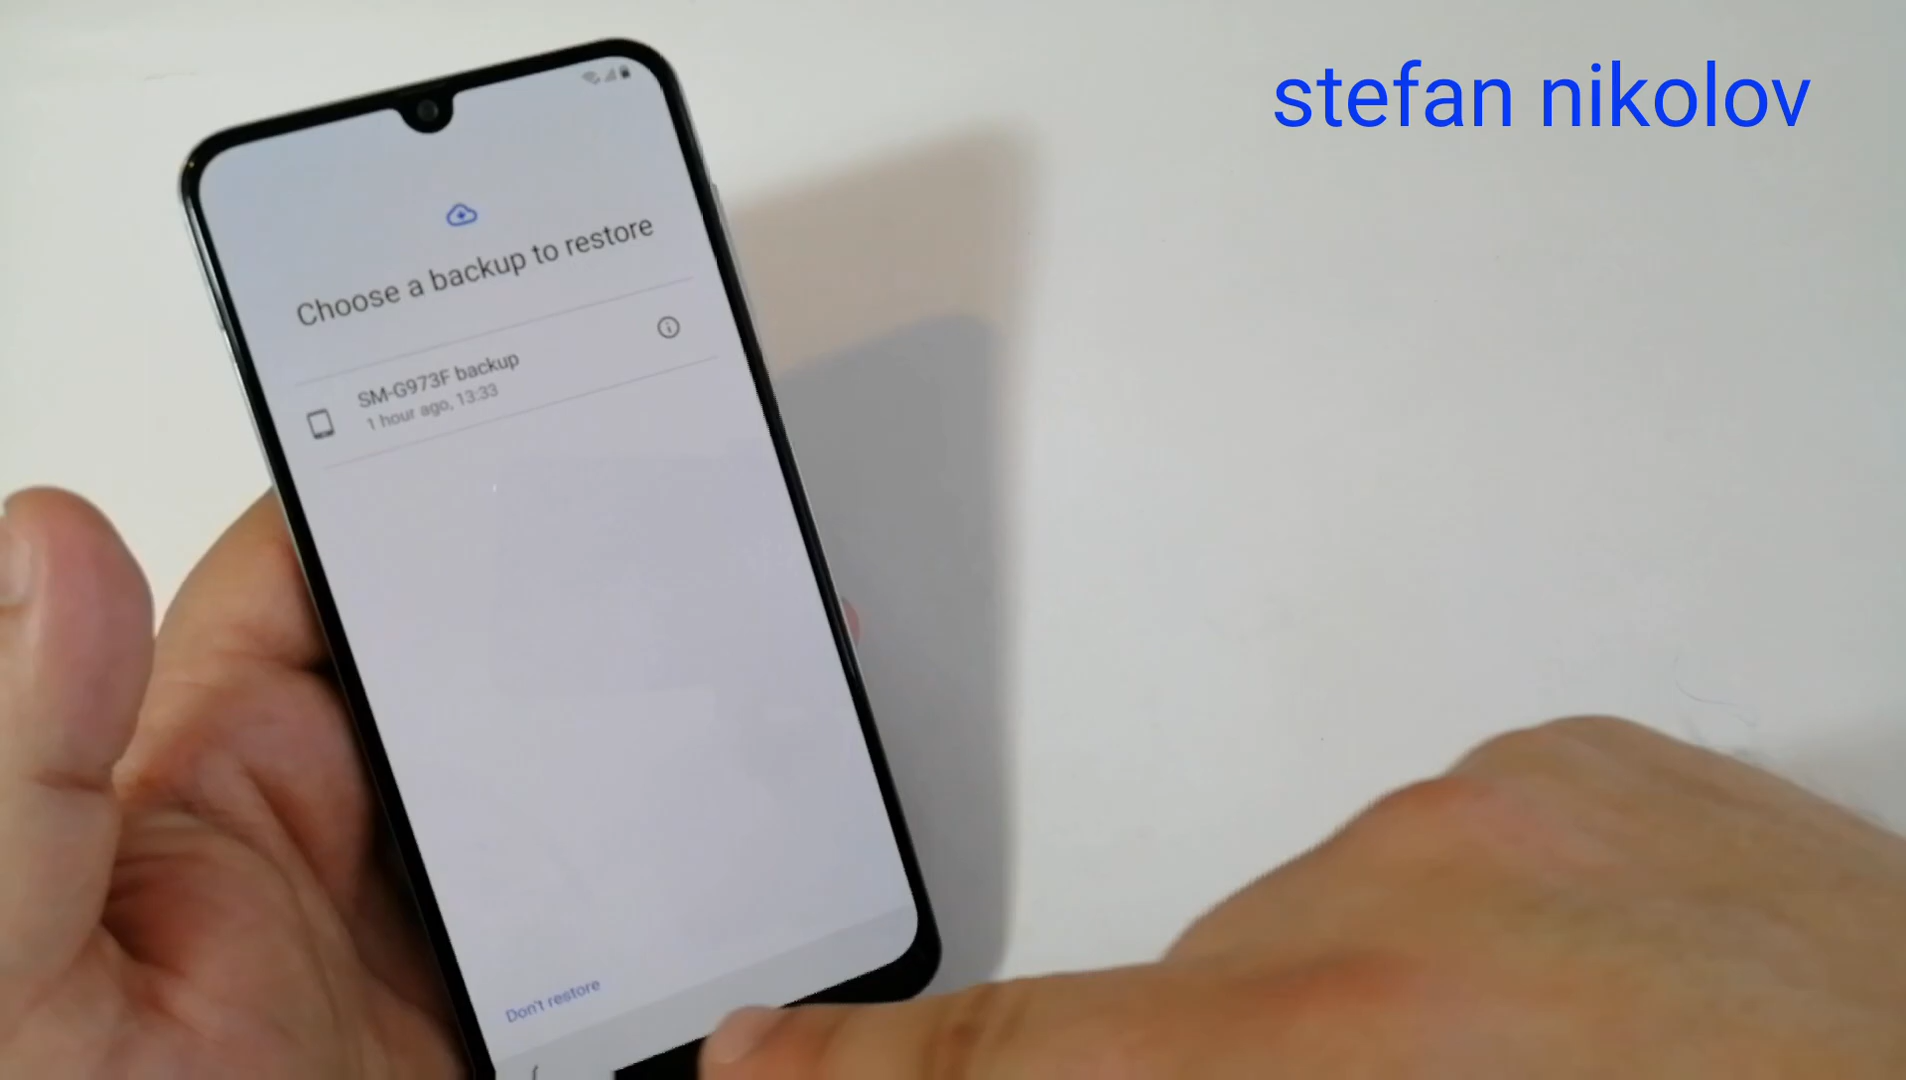 stefan nikolov
Choose a backup to restore
SM-G973F backup
1 hour ago, 13:33
Don't restore